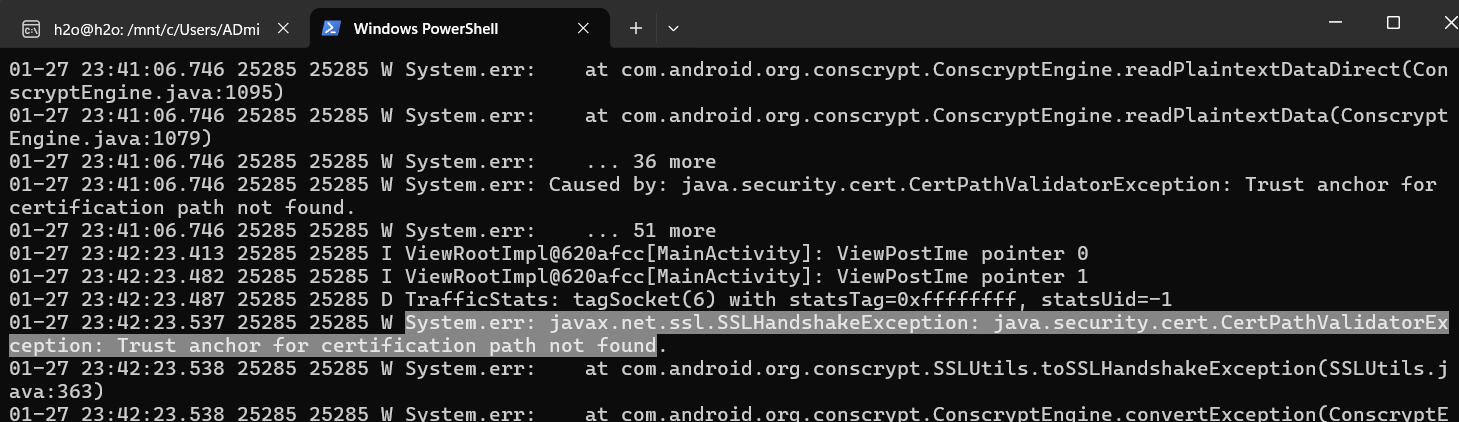 h2o@h2o: /mnt/c/Users/ADmi
Windows PowerShell
01-27 23:41:06.746 25285 25285 W System.err:    at com.android.org.conscrypt.ConscryptEngine.readPlaintextDataDirect(Con
scryptEngine.java:1095)
01-27 23:41:06.746 25285 25285 W System.err:    at com.android.org.conscrypt.ConscryptEngine.readPlaintextData(Conscrypt
Engine.java:1079)
01-27 23:41:06.746 25285 25285 W System.err:    ... 36 more
01-27 23:41:06.746 25285 25285 W System.err: Caused by: java.security.cert.CertPathValidatorException: Trust anchor for
certification path not found.
01-27 23:41:06.746 25285 25285 W System.err:    ... 51 more
01-27 23:42:23.413 25285 25285 I ViewRootImpl@620afcc[MainActivity]: ViewPostIme pointer 0
01-27 23:42:23.482 25285 25285 I ViewRootImpl@620afcc[MainActivity]: ViewPostIme pointer 1
01-27 23:42:23.487 25285 25285 D TrafficStats: tagSocket(6) with statsTag=0xffffffff, statsUid=-1
01-27 23:42:23.537 25285 25285 W System.err: javax.net.ssl.SSLHandshakeException: java.security.cert.CertPathValidatorEx
ception: Trust anchor for certification path not found.
01-27 23:42:23.538 25285 25285 W System.err:    at com.android.org.conscrypt.SSLUtils.toSSLHandshakeException(SSLUtils.j
ava:363)
01-27 23:42:23.538 25285 25285 W System.err:    at com.android.org.conscrypt.ConscryptEngine.convertException(ConscryptE